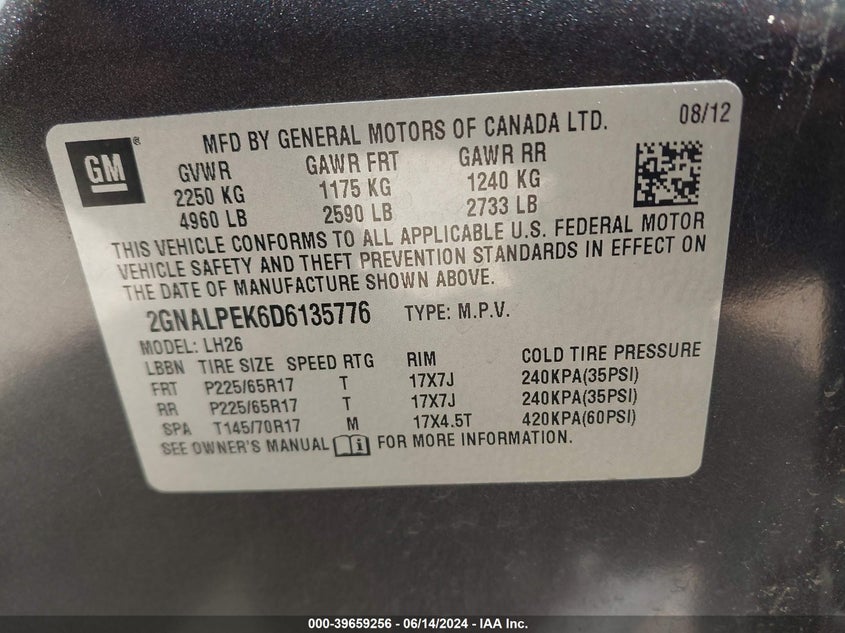 MFD BY GENERAL MOTORS OF CANADA LTD. 08/12
GM ®
GVWR GAWR FRT GAWR RR
2250 KG 1175 KG 1240 KG
4960 LB 2590 LB 2733 LB
THIS VEHICLE CONFORMS TO ALL APPLICABLE U.S. FEDERAL MOTOR
VEHICLE SAFETY AND THEFT PREVENTION STANDARDS IN EFFECT ON
THE DATE OF MANUFACTURE SHOWN ABOVE.
2GNALPEK6D6135776 TYPE: M.P.V.
MODEL: LH26
LBBN TIRE SIZE SPEED RTG RIM COLD TIRE PRESSURE
FRT P225/65R17 T 17X7J 240KPA(35PSI)
RR P225/65R17 T 17X7J 240KPA(35PSI)
SPA T145/70R17 M 17X4.5T 420KPA(60PSI)
SEE OWNER'S MANUAL FOR MORE INFORMATION.
000-39659256 - 06/14/2024 - IAA Inc.